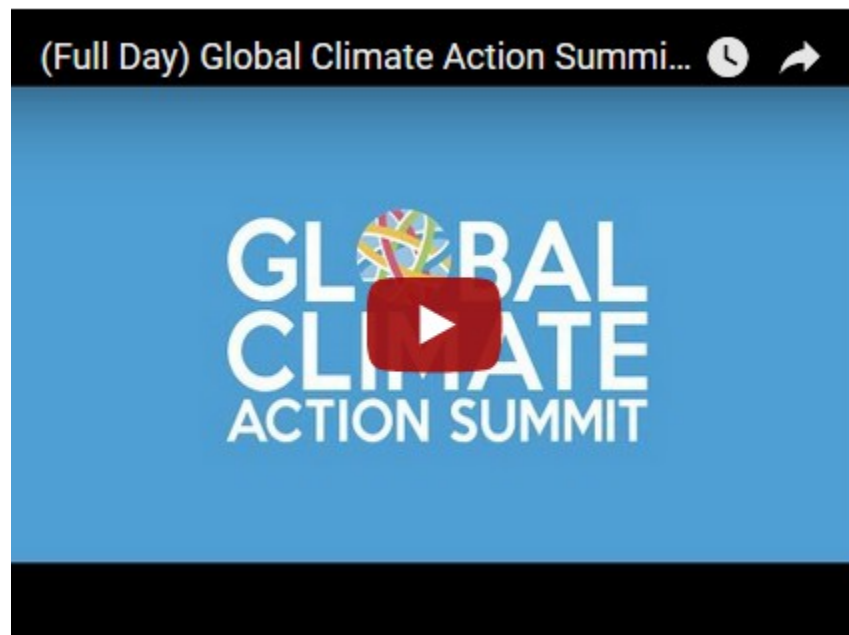 (Full Day) Global Climate Action Summi...
GLOBAL
CLIMATE
ACTION SUMMIT